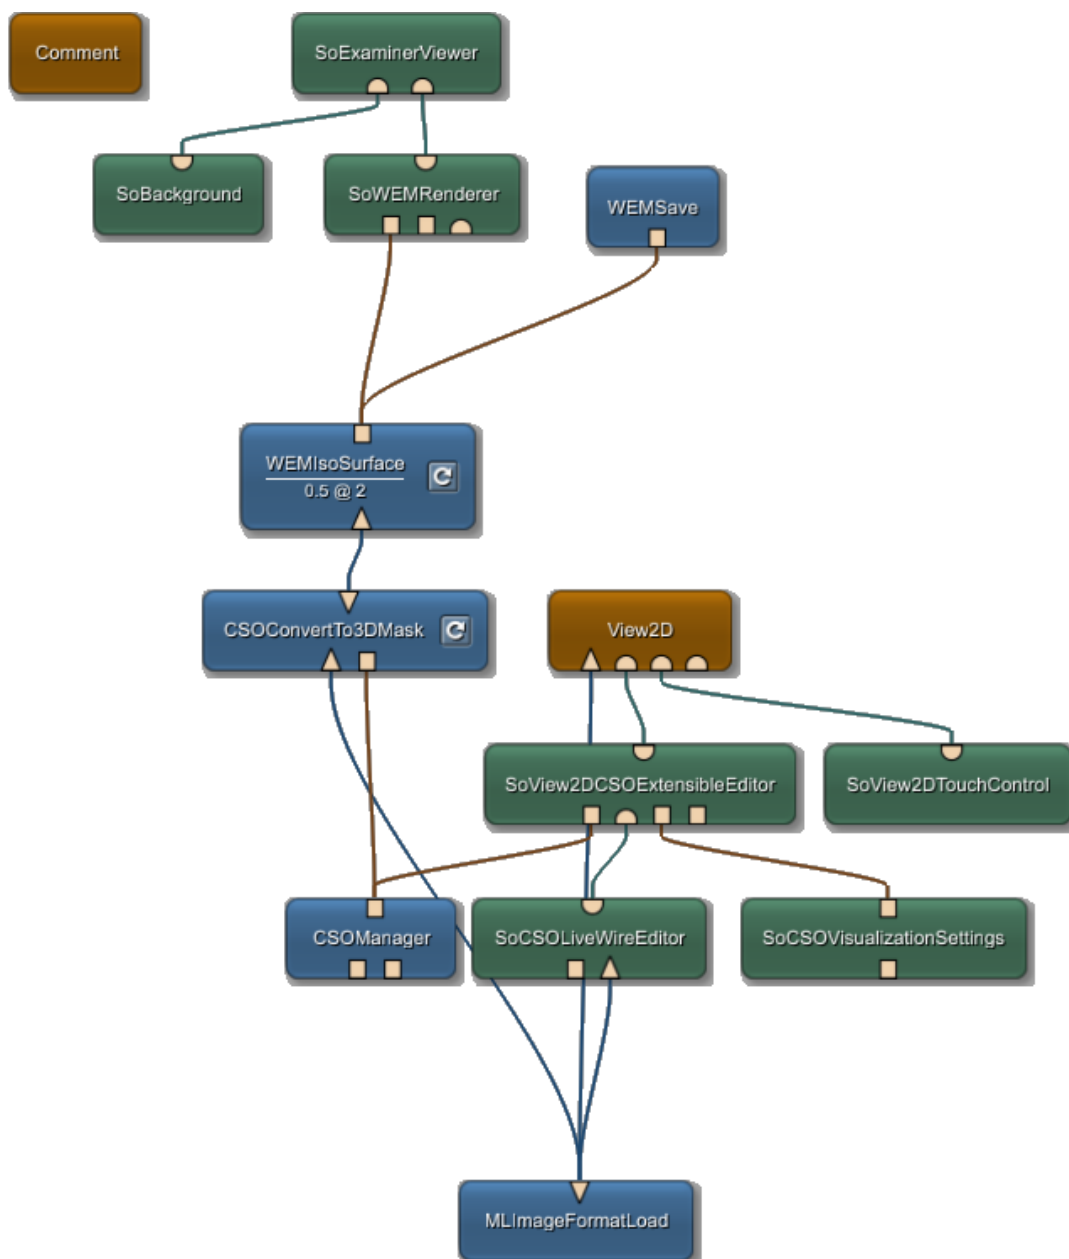 Comment
SoExaminerViewer
SoBackground
SoWEMRenderer
WEMSave
WEMIsoSurface
0.5 @ 2
CSOConvertTo3DMask
View2D
SoView2DCSOExtensibleEditor
SoView2DTouchControl
CSOManager
SoCSOLiveWireEditor
SoCSOVisualizationSettings
MLImageFormatLoad